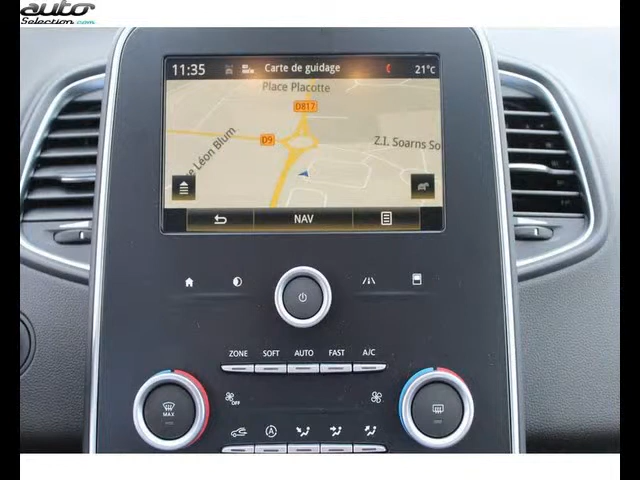 auto
Selection.com
11:35 Carte de guidage 21°C
Place Placotte
D817
D9
Z.I. Soarns So
e Léon Blum
NAV
ZONE SOFT AUTO FAST A/C
MAX
OFF
A